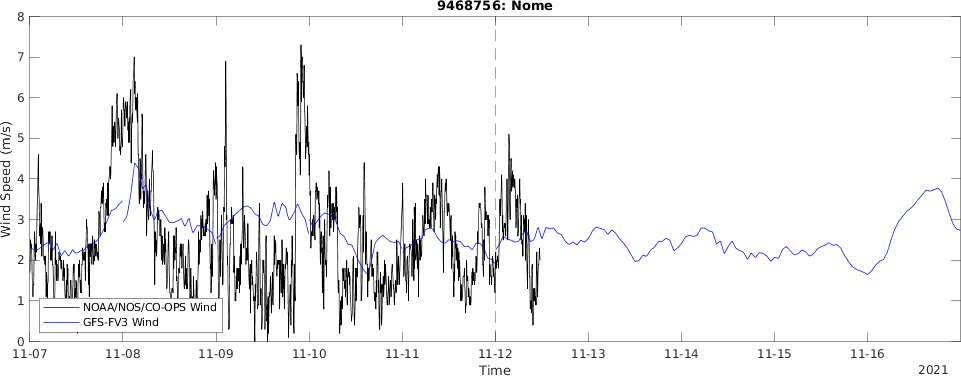 9468756: Nome
Wind Speed (m/s)
8
7
6
5
4
3
2
1
0
NOAA/NOS/CO-OPS Wind
GFS-FV3 Wind
11-07 11-08 11-09 11-10 11-11 11-12 11-13 11-14 11-15 11-16
Time
2021